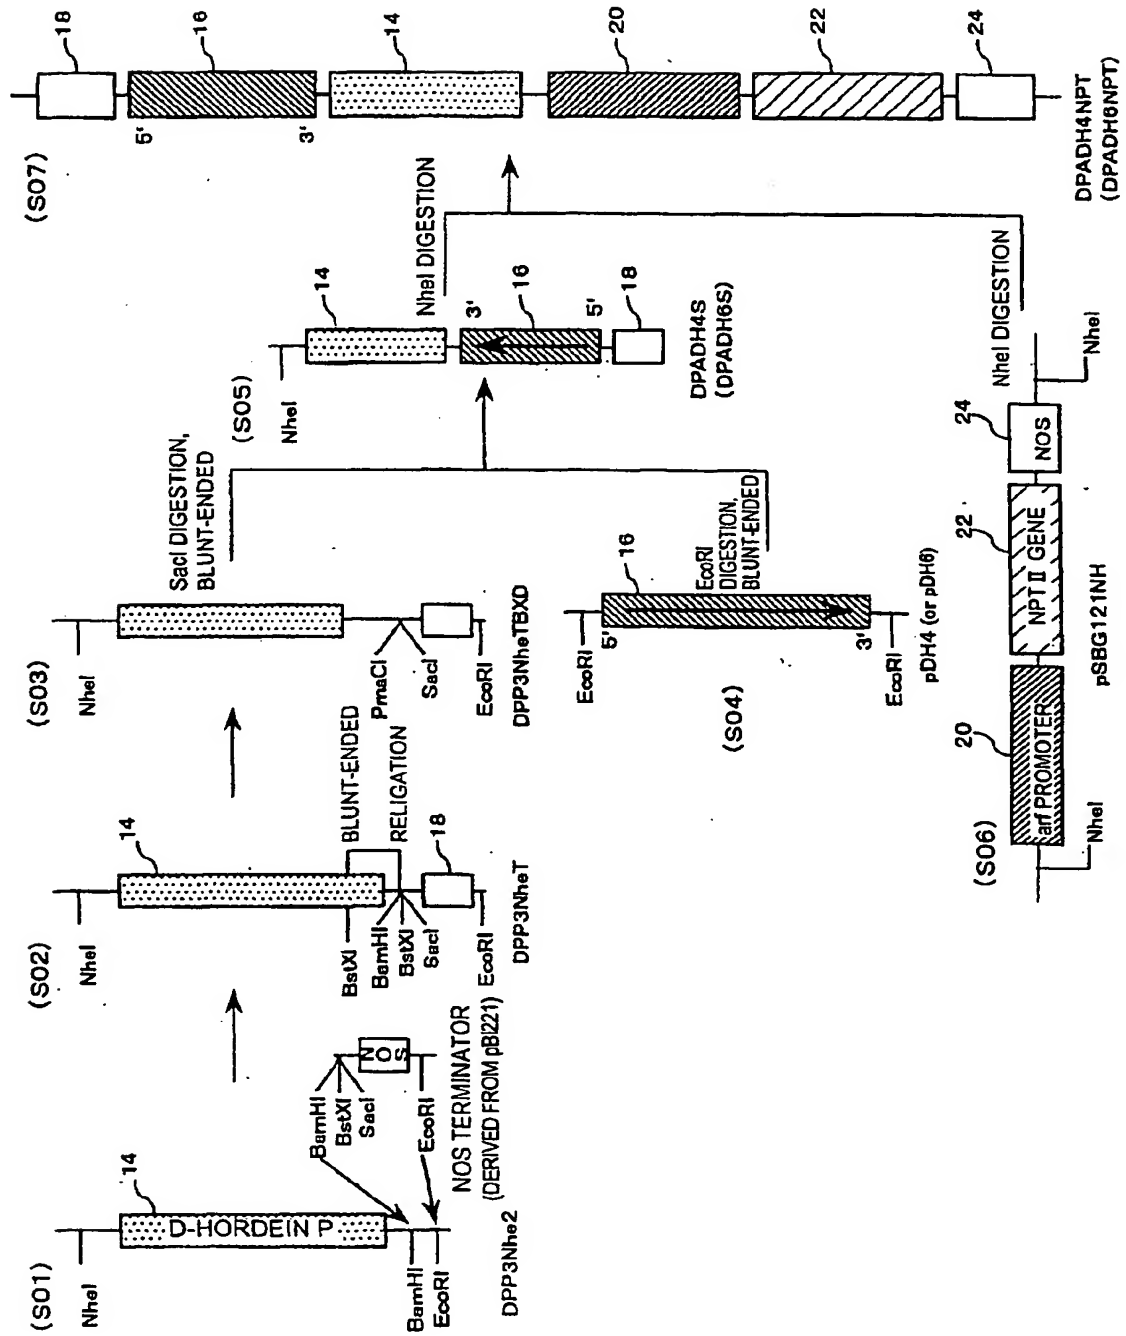 (S01)
NheI
D-HORDEIN P
14
BamHI
EcoRI
DPP3Nhe2
BamHI
BstXI
SacI
NOS
EcoRI
NOS TERMINATOR
(DERIVED FROM pBI221)
(S02)
NheI
14
BstXI
BamHI
BstXI
SacI
EcoRI
18
BLUNT-ENDED
RELIGATION
DPP3NheT
(S03)
NheI
PmaCI
SacI
EcoRI
DPP3NheTBXD
SacI DIGESTION,
BLUNT-ENDED
(S04)
EcoRI
5'
16
3'
EcoRI
pDH4 (or pDH6)
EcoRI
DIGESTION,
BLUNT-ENDED
(S05)
NheI
14
3'
16
5'
18
DPADH4S
(DPADH6S)
NheI DIGESTION
(S06)
NheI
20
arf PROMOTER
22
NPT II GENE
24
NOS
NheI
pSBG121NH
NheI DIGESTION
(S07)
18
5'
16
3'
14
20
22
24
DPADH4NPT
(DPADH6NPT)